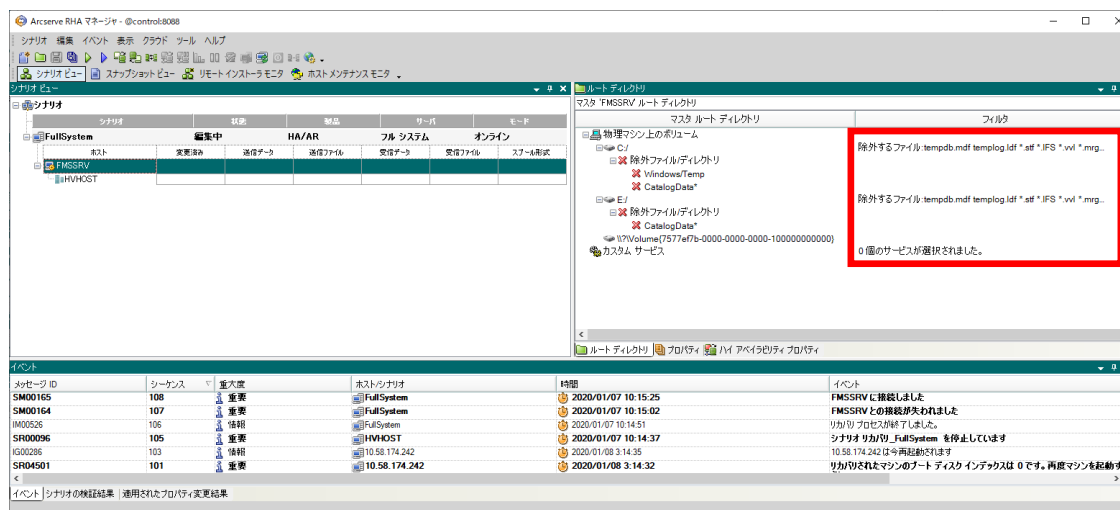 Arcserve RHA マネージャ - @control:8088
シナリオ 編集 イベント 表示 クラウド ツール ヘルプ
シナリオ ビュー スナップショット ビュー リモート インストーラ モニタ ホスト メンテナンス モニタ
シナリオ ビュー
シナリオ
シナリオ 状態 製品 サーバ モード
FullSystem 編集中 HA/AR フル システム オンライン
ホスト 変更済み 送信データ 送信ファイル 受信データ 受信ファイル スプール形式
FMSSRV
HVHOST
ルート ディレクトリ
マスタ 'FMSSRV' ルート ディレクトリ
マスタ ルート ディレクトリ フィルタ
物理マシン上のボリューム
C:/ 除外するファイル:tempdb.mdf templog.ldf *.stf *.IFS *.vvl *.mrg...
除外ファイル/ディレクトリ
Windows/Temp
CatalogData*
E:/ 除外するファイル:tempdb.mdf templog.ldf *.stf *.IFS *.vvl *.mrg...
除外ファイル/ディレクトリ
CatalogData*
\\?\Volume{7577ef7b-0000-0000-0000-100000000000}
カスタム サービス 0 個のサービスが選択されました。
ルート ディレクトリ プロパティ ハイ アベイラビリティ プロパティ
イベント
メッセージ ID シーケンス 重大度 ホスト/シナリオ 時間 イベント
SM00165 108 重要 FullSystem 2020/01/07 10:15:25 FMSSRV に接続しました
SM00164 107 重要 FullSystem 2020/01/07 10:15:02 FMSSRV との接続が失われました
IM00526 106 情報 FullSystem 2020/01/07 10:14:51 リカバリ プロセスが終了しました。
SR00096 105 重要 HVHOST 2020/01/07 10:14:37 シナリオ リカバリ_FullSystem を停止しています
IG00286 103 情報 10.58.174.242 2020/01/08 3:14:35 10.58.174.242 は今再起動されます
SR04501 101 重要 10.58.174.242 2020/01/08 3:14:32 リカバリされたマシンのブート ディスク インデックスは 0 です。再度マシンを起動す
イベント シナリオの検証結果 適用されたプロパティ変更結果